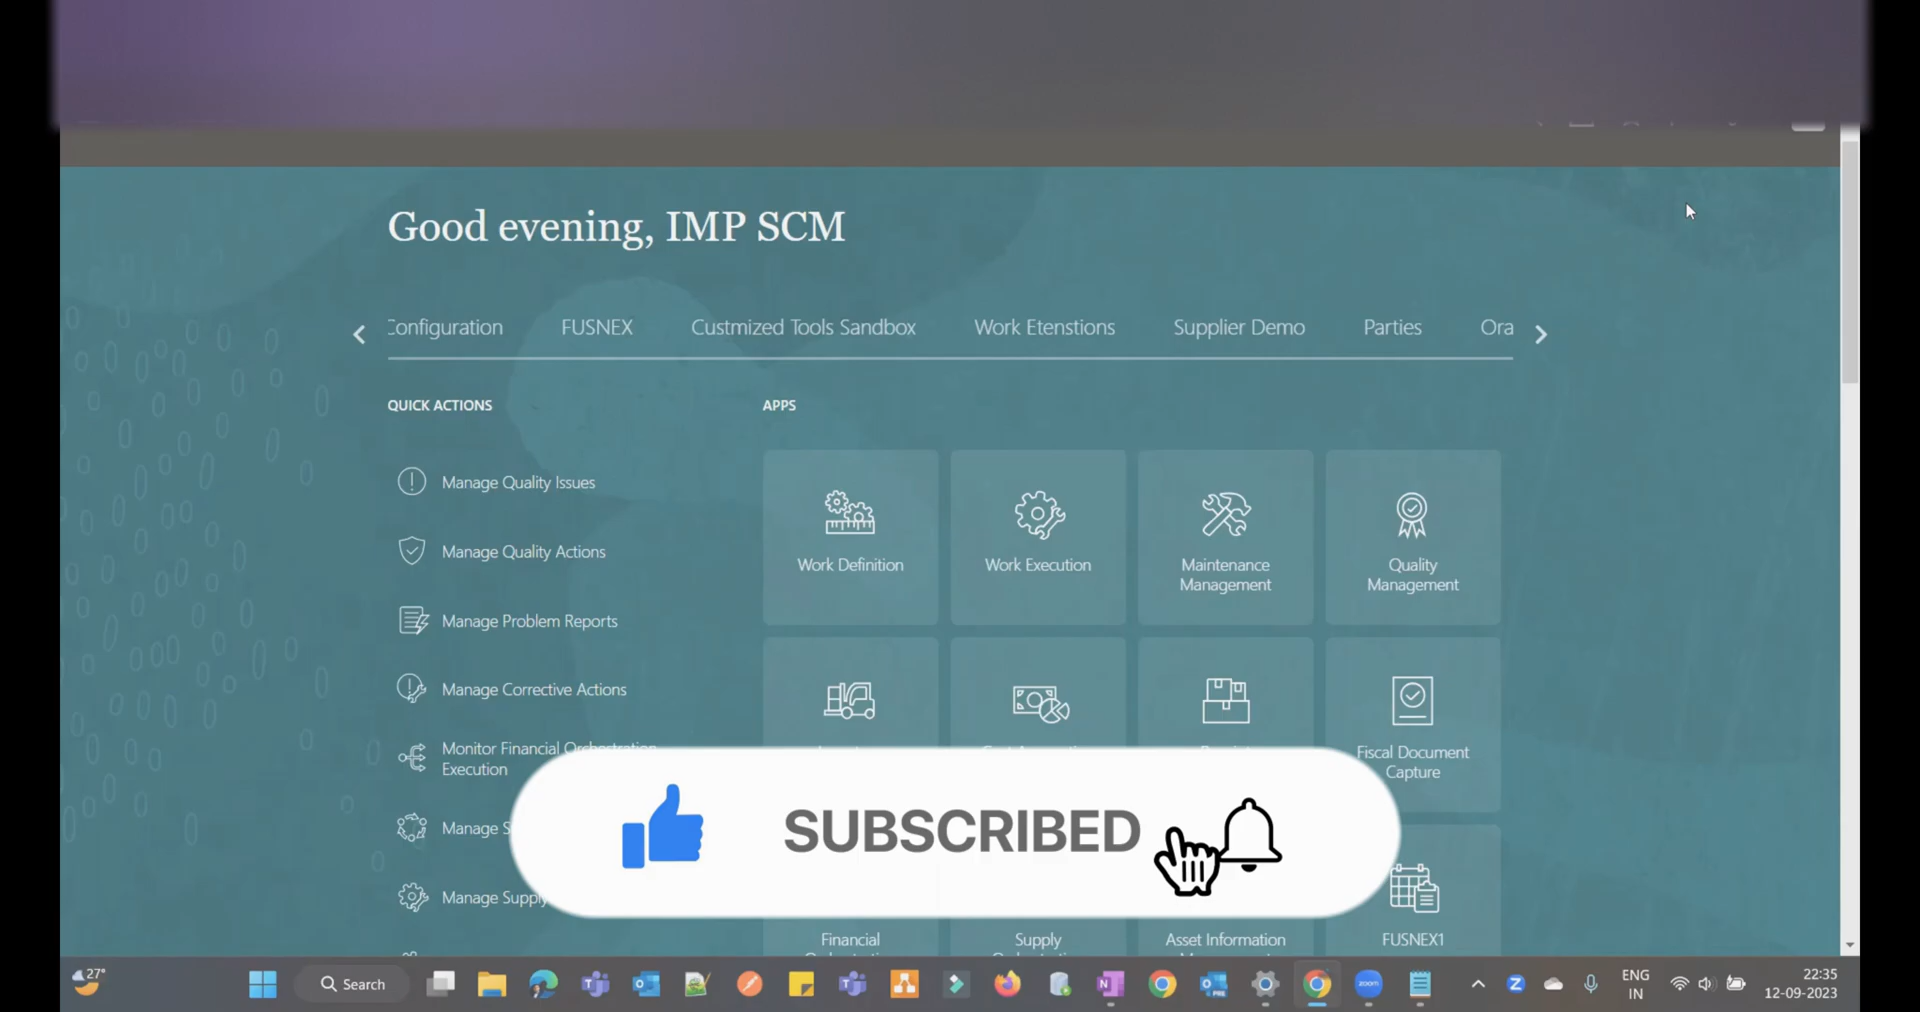 Good evening, IMP SCM
Configuration FUSNEX Custmized Tools Sandbox Work Etenstions Supplier Demo Parties Ora
QUICK ACTIONS
APPS
Manage Quality Issues
Manage Quality Actions
Manage Problem Reports
Manage Corrective Actions
Monitor Financial Orchestration
Execution
Manage S
Manage Supply
Work Definition
Work Execution
Maintenance
Management
Quality
Management
Fiscal Document
Capture
Financial
Supply
Asset Information
FUSNEX1
SUBSCRIBED
27°
Search
zoom
ENG
IN
22:35
12-09-2023